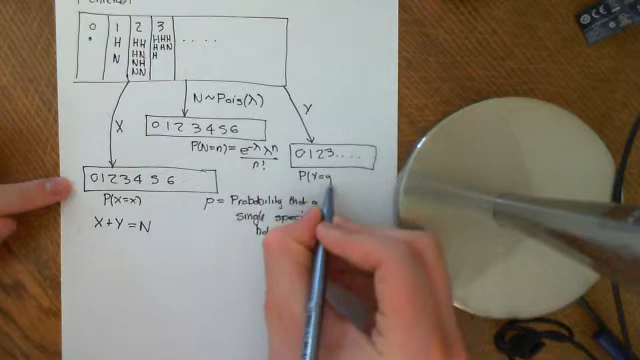 0 1 2 3
H HH HHH
N HN HHN
NH H
NN
. . . .
N~Pois(λ)
X
Y
0 1 2 3 4 5 6
P(N=n) = e^-λ λ^n / n!
0 1 2 3 . . . .
P(Y=y
0 1 2 3 4 5 6
P(X=x)
p = Probability that a
single
X + Y = N